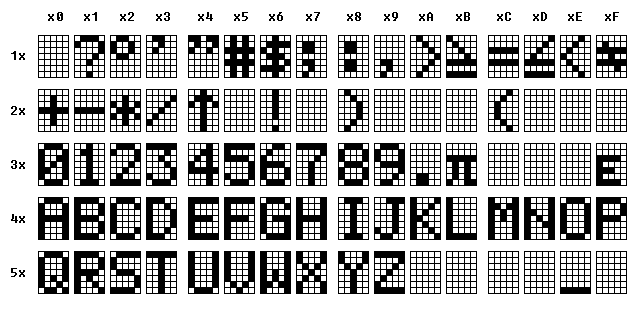 x0 x1 x2 x3 x4 x5 x6 x7 x8 x9 xA xB xC xD xE xF
1x ? ° ’ ” # $ ; : , > ≥ = ≤ < ≠
2x + - * / ↑ ! ) (
3x 0 1 2 3 4 5 6 7 8 9 . π ε
4x A B C D E F G H I J K L M N O P
5x Q R S T U V W X Y Z _